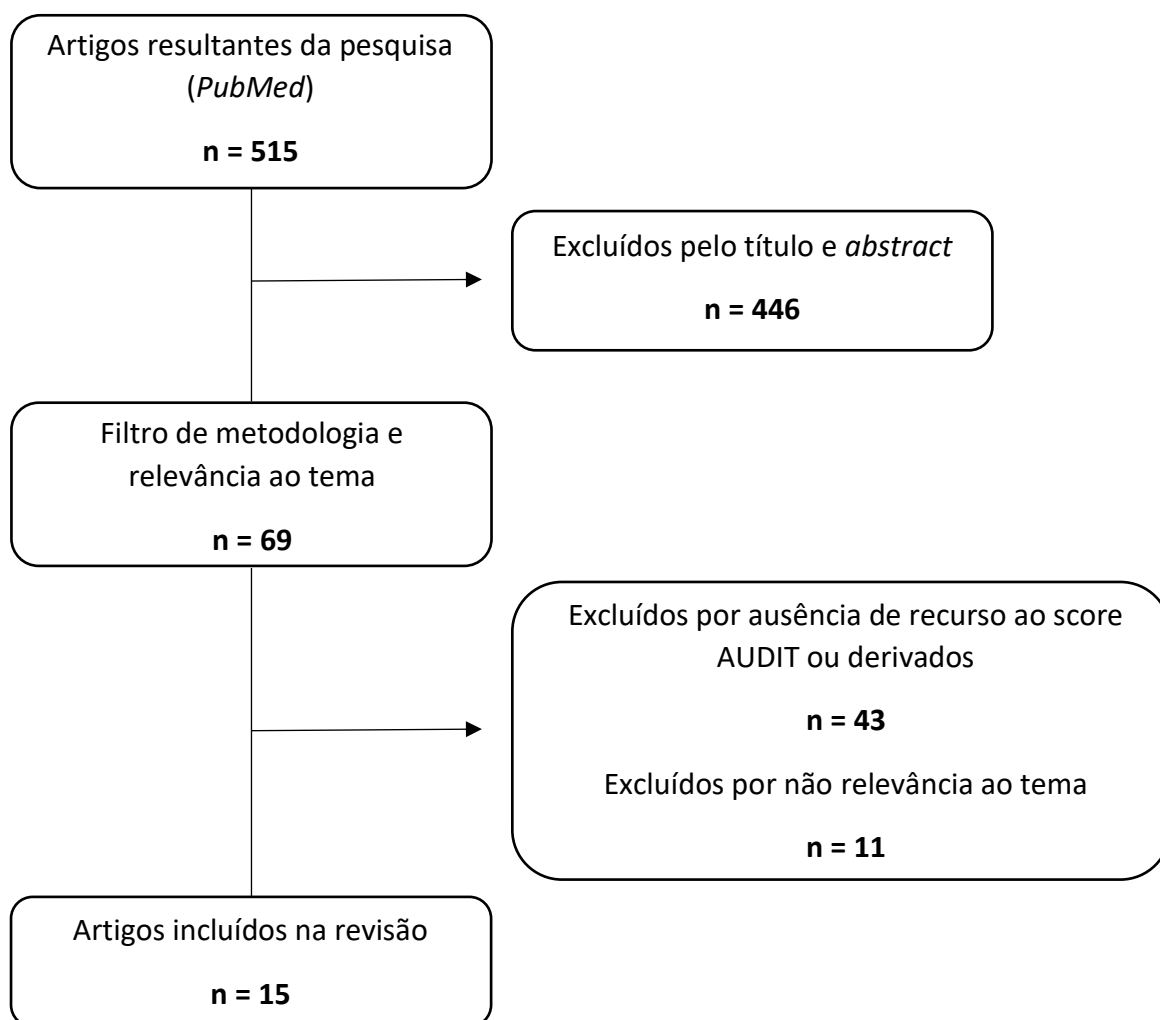 Artigos resultantes da pesquisa
(PubMed)
n = 515
Excluídos pelo título e abstract
n = 446
Filtro de metodologia e
relevância ao tema
n = 69
Excluídos por ausência de recurso ao score
AUDIT ou derivados
n = 43
Excluídos por não relevância ao tema
n = 11
Artigos incluídos na revisão
n = 15